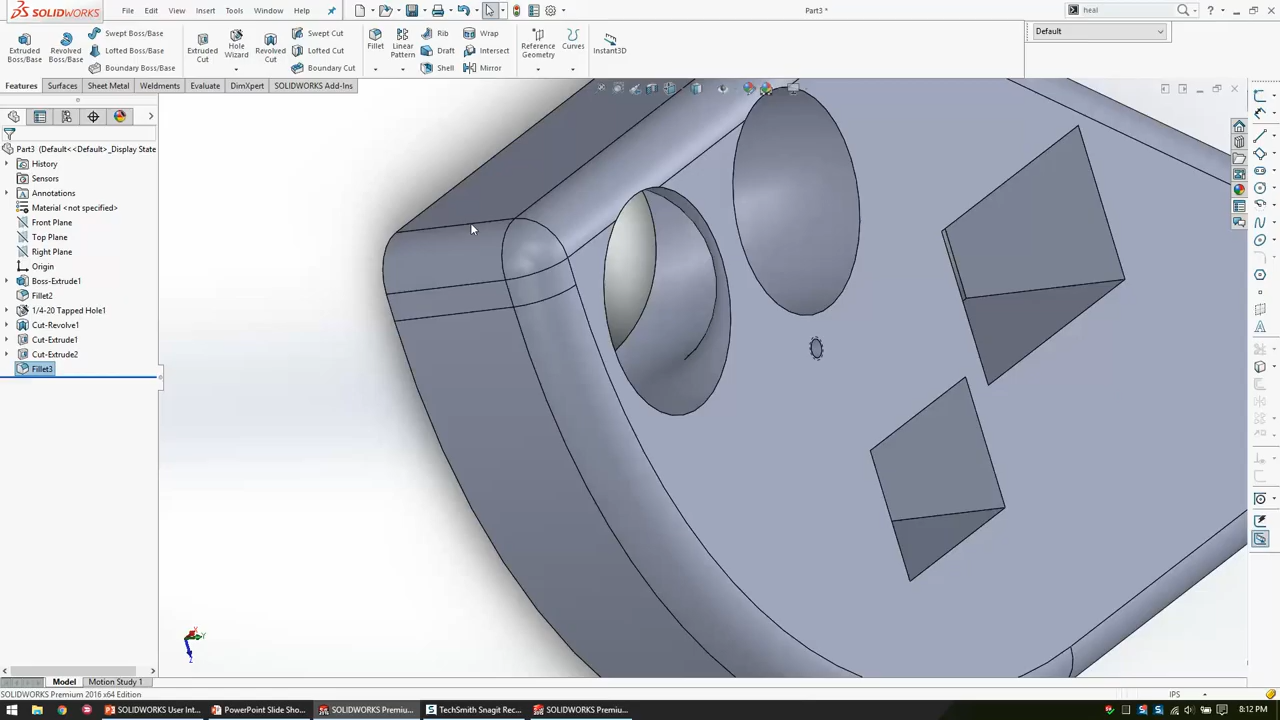 SOLIDWORKS
File
Edit
View
Insert
Tools
Window
Help
Part3 *
heal
Extruded
Boss/Base
Revolved
Boss/Base
Swept Boss/Base
Lofted Boss/Base
Boundary Boss/Base
Extruded
Cut
Hole
Wizard
Revolved
Cut
Swept Cut
Lofted Cut
Boundary Cut
Fillet
Linear
Pattern
Rib
Draft
Shell
Wrap
Intersect
Mirror
Reference
Geometry
Curves
Instant3D
Default
Features
Surfaces
Sheet Metal
Weldments
Evaluate
DimXpert
SOLIDWORKS Add-Ins
Part3 (Default<<Default>_Display State
History
Sensors
Annotations
Material <not specified>
Front Plane
Top Plane
Right Plane
Origin
Boss-Extrude1
Fillet2
1/4-20 Tapped Hole1
Cut-Revolve1
Cut-Extrude1
Cut-Extrude2
Fillet3
X
Y
Z
Model
Motion Study 1
SOLIDWORKS Premium 2016 x64 Edition
IPS
SOLIDWORKS User Int...
PowerPoint Slide Sho...
SOLIDWORKS Premiu...
TechSmith Snagit Rec...
SOLIDWORKS Premiu...
8:12 PM